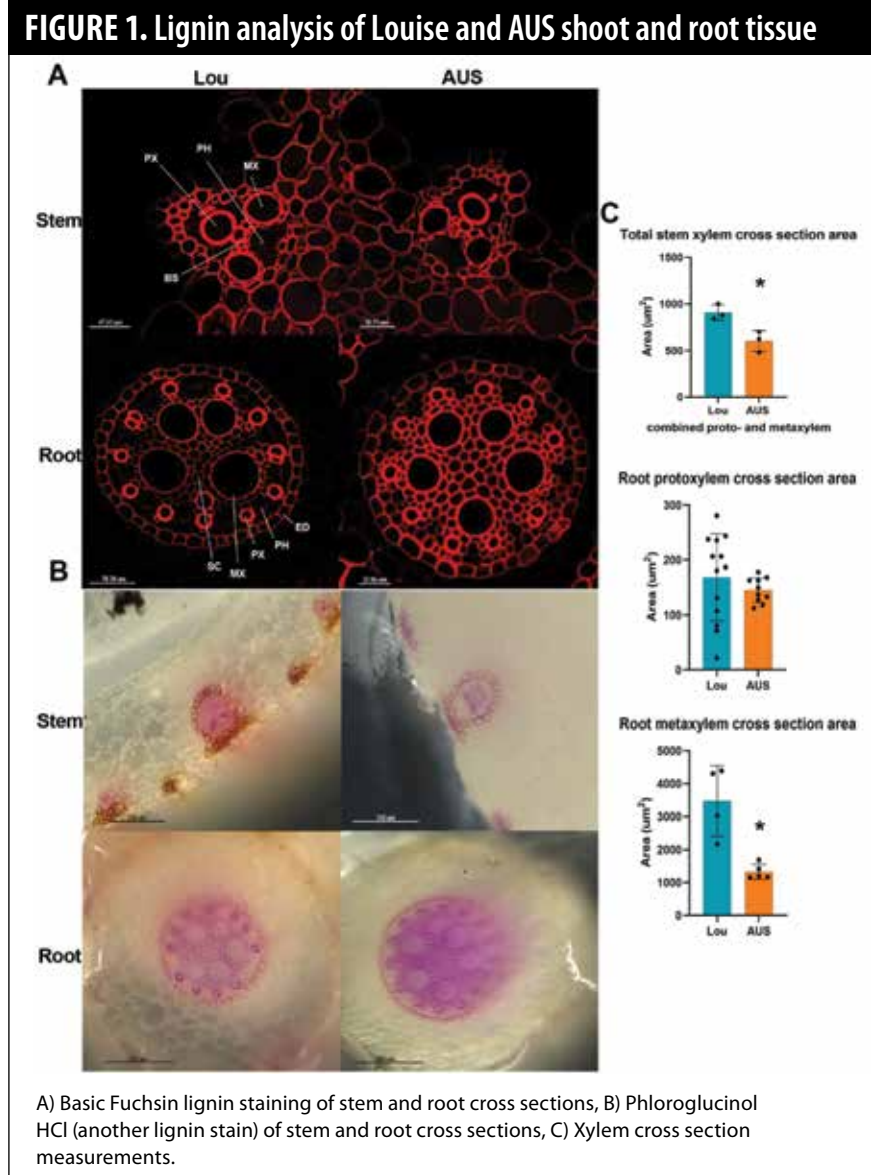 FIGURE 1. Lignin analysis of Louise and AUS shoot and root tissue
A
Lou
AUS
Stem
PX
PH
MX
BS
Root
SC
MX
PX
PH
ED
B
Stem
Root
C
Total stem xylem cross section area
1500
1000
500
0
Area (um²)
*
Lou
AUS
combined proto- and metaxylem
Root protoxylem cross section area
300
200
100
0
Area (um²)
Lou
AUS
Root metaxylem cross section area
5000
4000
3000
2000
1000
0
Area (um²)
*
Lou
AUS
A) Basic Fuchsin lignin staining of stem and root cross sections, B) Phloroglucinol
HCl (another lignin stain) of stem and root cross sections, C) Xylem cross section
measurements.